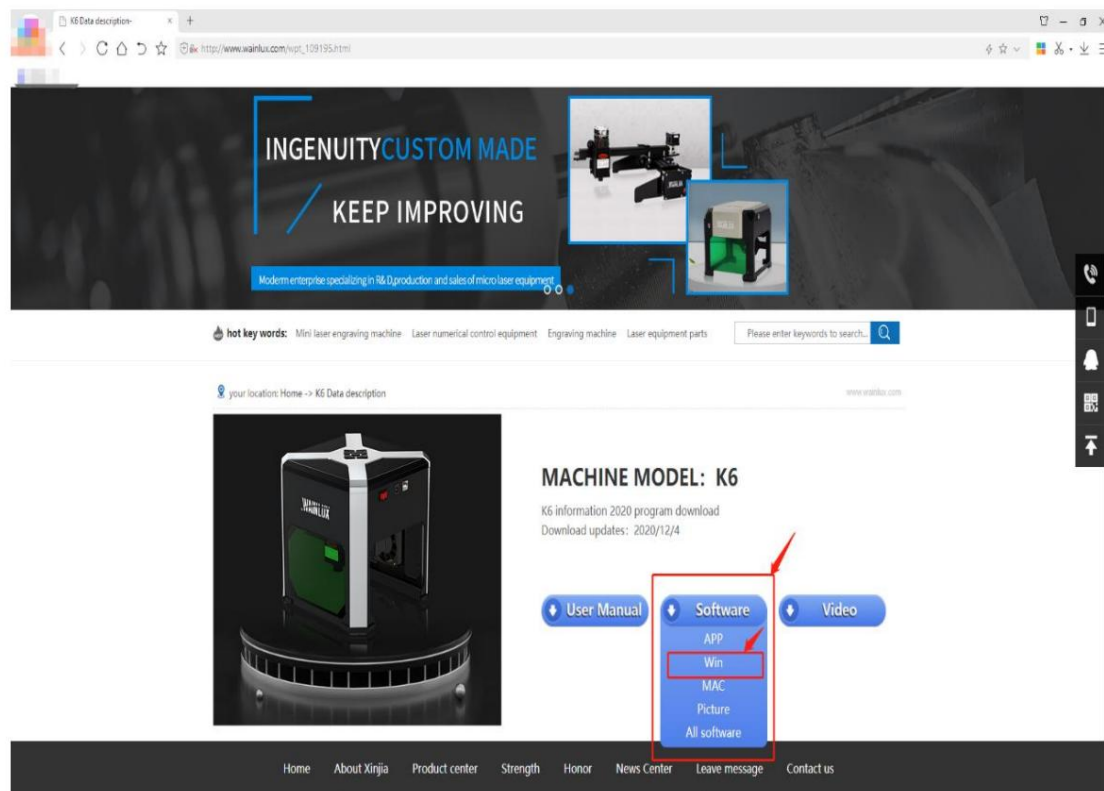 K6 Data description-
http://www.wainlux.com/wpt_109195.html
INGENUITY CUSTOM MADE
KEEP IMPROVING
Moderm enterprise specializing in R& D,production and sales of micro laser equipment
hot key words: Mini laser engraving machine Laser numerical control equipment Engraving machine Laser equipment parts Please enter keywords to search...
your location: Home -> K6 Data description www.wainlux.com
WAINLUX
MACHINE MODEL: K6
K6 information 2020 program download
Download updates: 2020/12/4
User Manual Software Video
APP
Win
MAC
Picture
All software
Home About Xinjia Product center Strength Honor News Center Leave message Contact us